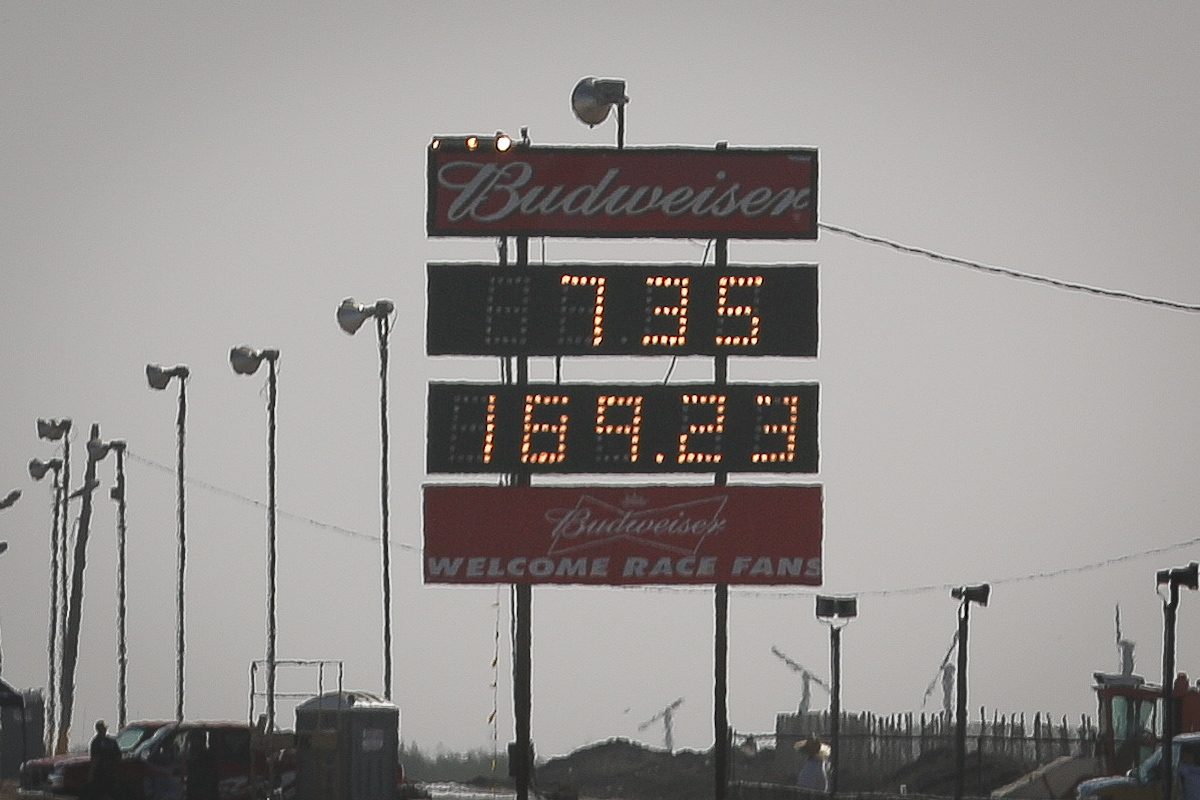 Budweiser
7.35
169.23
Budweiser
WELCOME RACE FANS